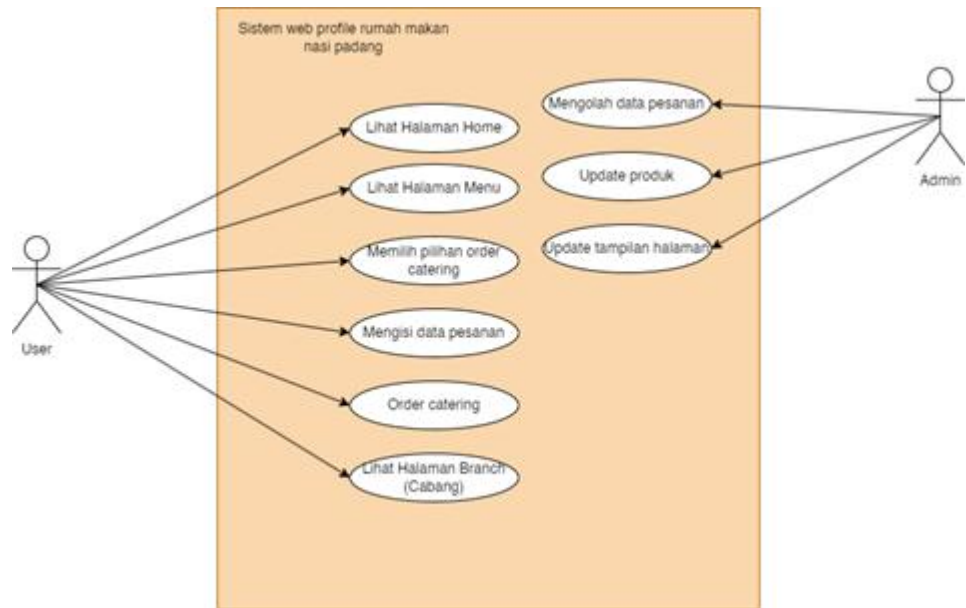 Sistem web profile rumah makan
nasi padang
Lihat Halaman Home
Lihat Halaman Menu
Memilih pilihan order
catering
Mengisi data pesanan
Order catering
Lihat Halaman Branch
(Cabang)
Mengolah data pesanan
Update produk
Update tampilan halaman
User
Admin